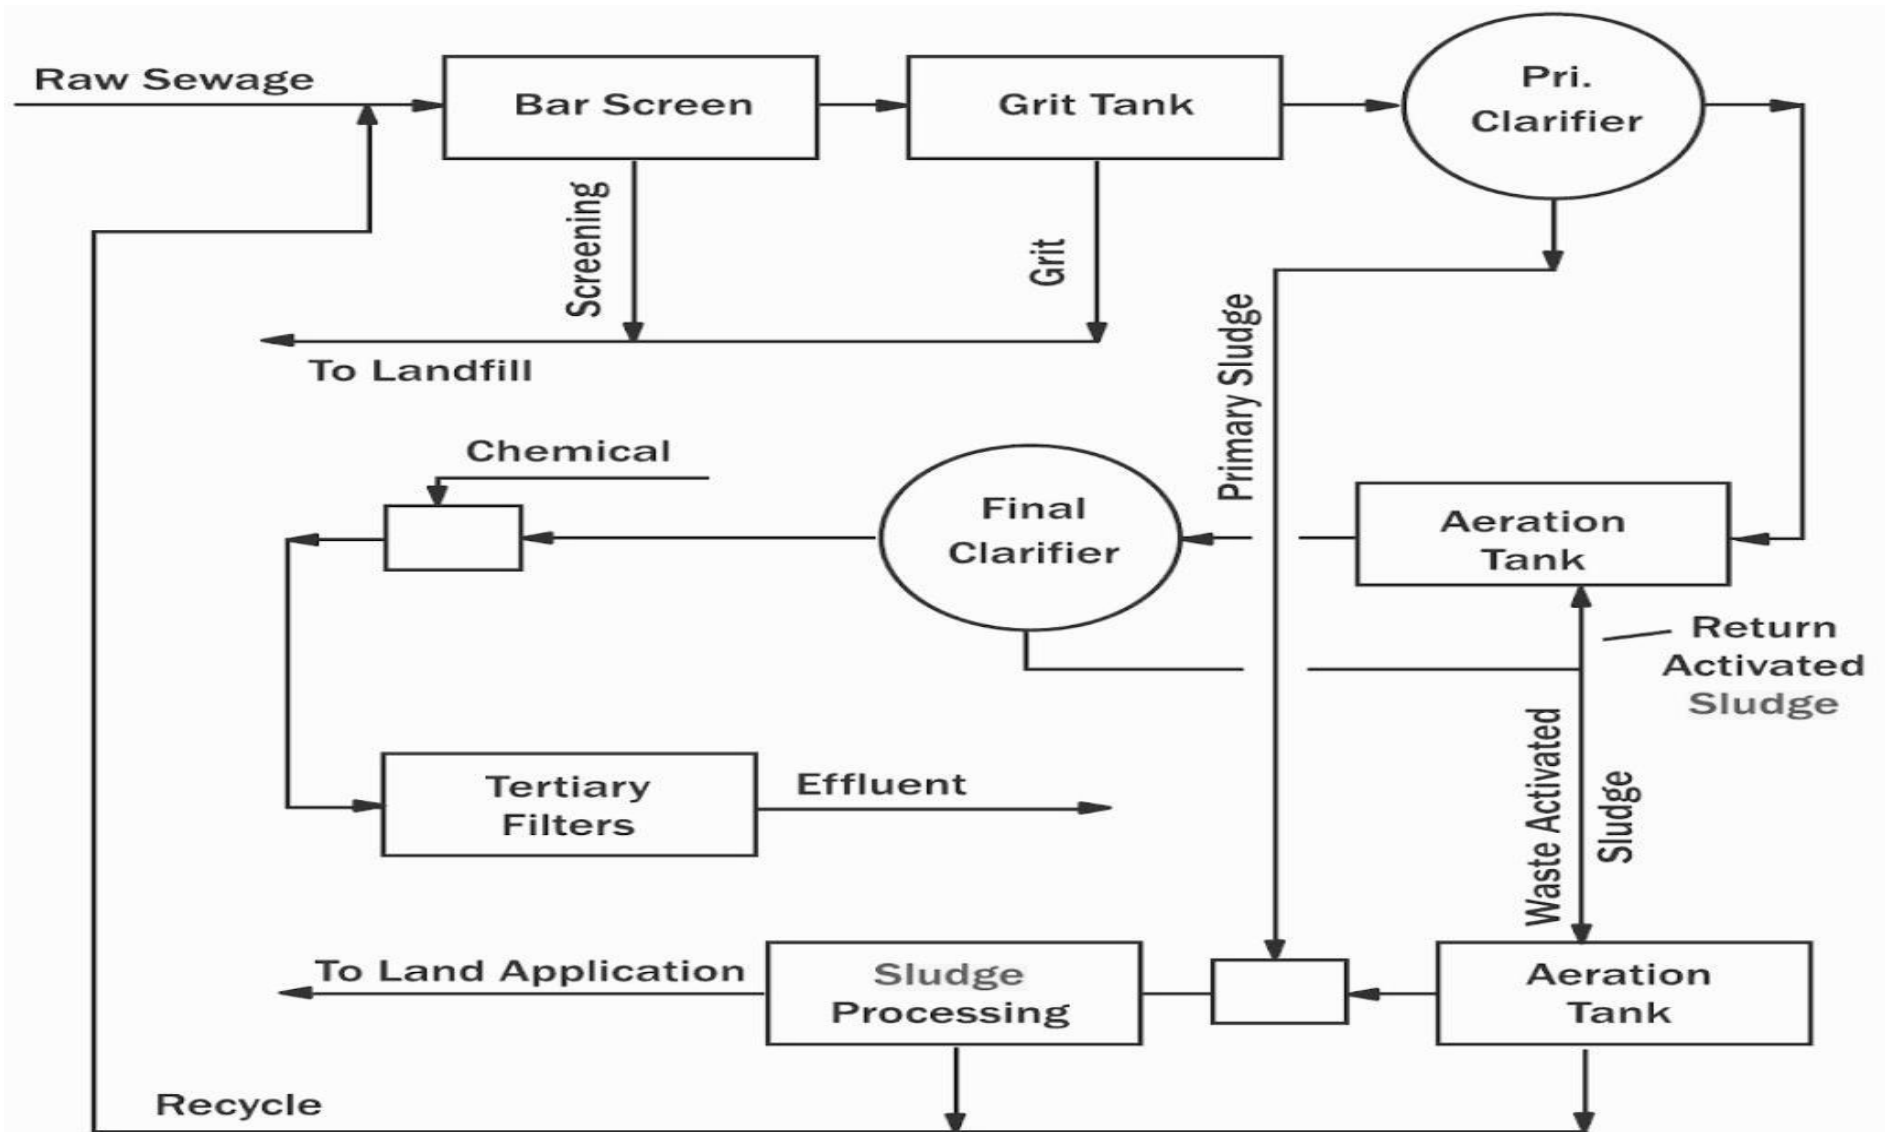 Raw Sewage
Bar Screen
Grit Tank
Pri.
Clarifier
Screening
Grit
To Landfill
Primary Sludge
Chemical
Final
Clarifier
Aeration
Tank
Return
Activated
Sludge
Tertiary
Filters
Effluent
Waste Activated
Sludge
To Land Application
Sludge
Processing
Aeration
Tank
Recycle